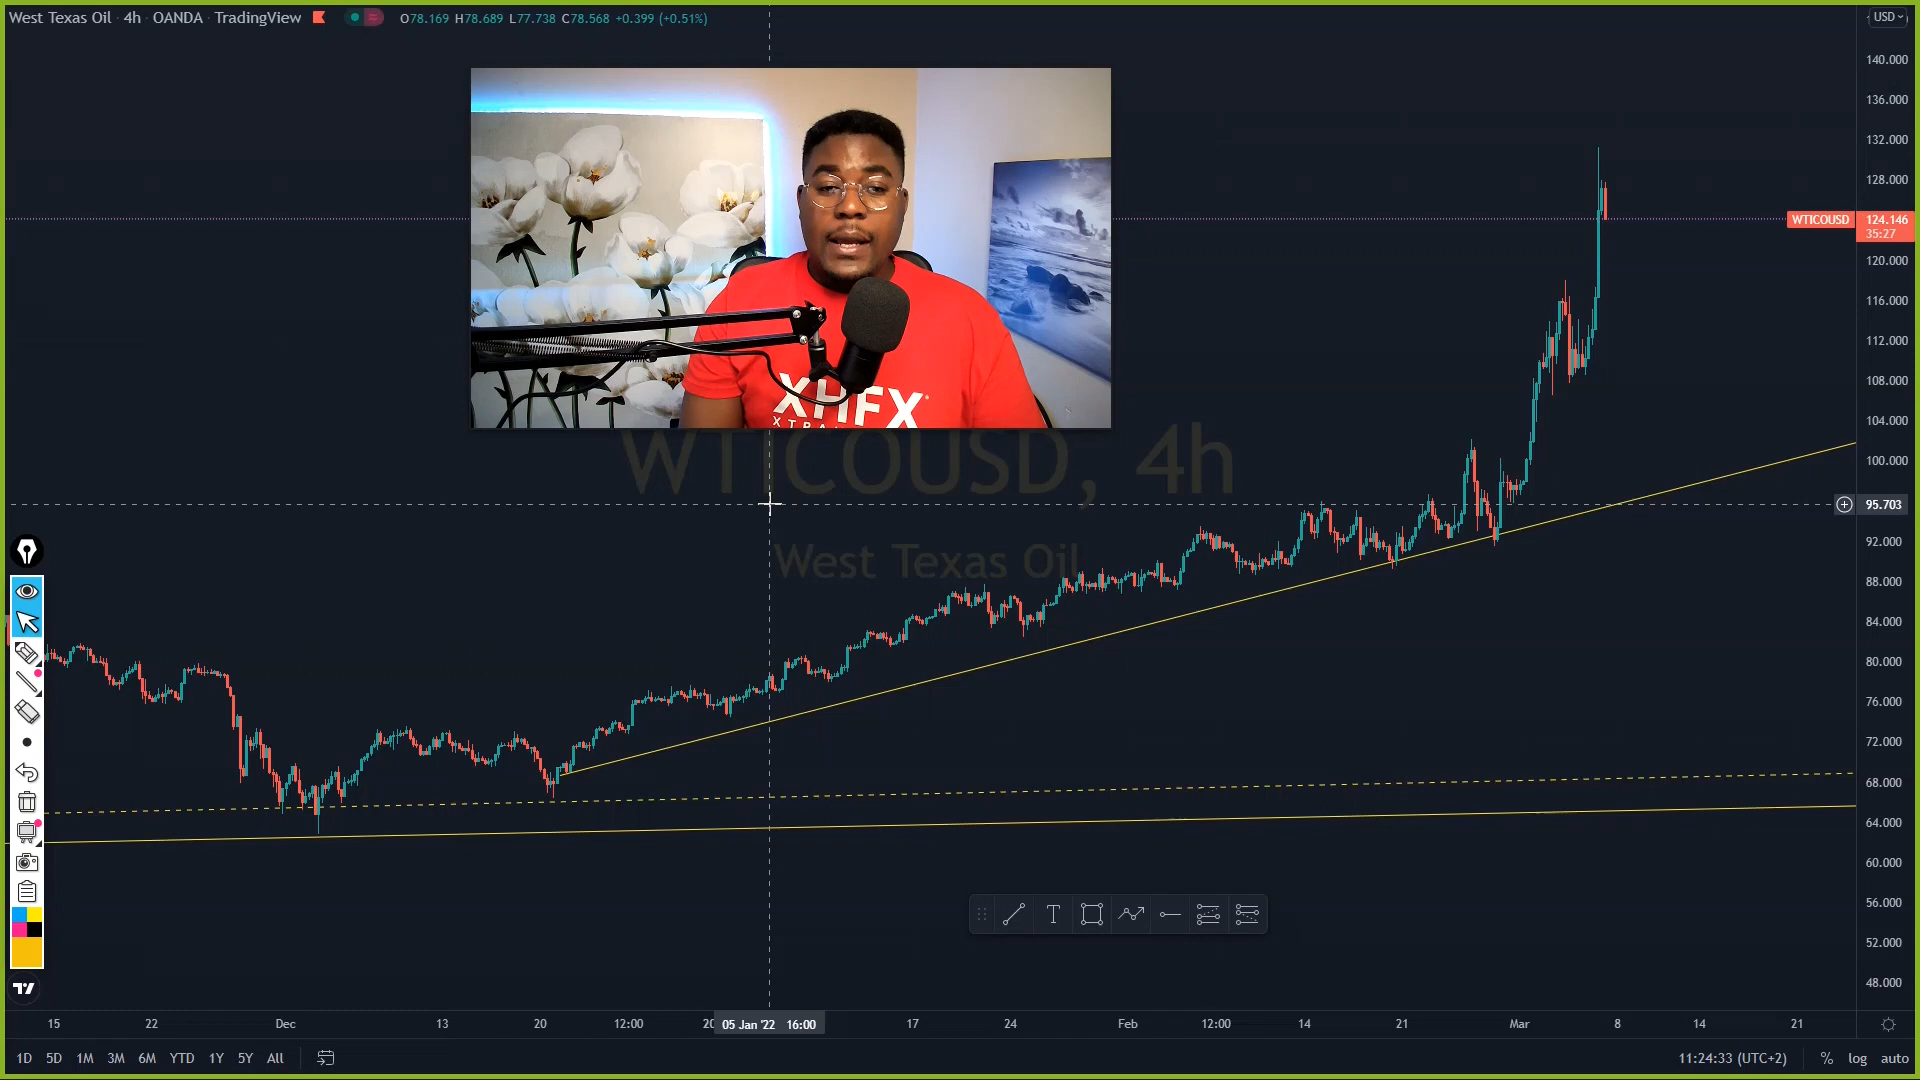 West Texas Oil · 4h · OANDA · TradingView
O78.169 H78.689 L77.738 C78.568 +0.399 (+0.51%)
USD
140.000
136.000
132.000
128.000
WTICOUSD 124.146
35:27
120.000
116.000
112.000
108.000
104.000
100.000
95.703
92.000
88.000
84.000
80.000
76.000
72.000
68.000
64.000
60.000
56.000
52.000
48.000
XHFX
WTICOUSD, 4h
West Texas Oil
T
15 22 Dec 13 20 12:00 05 Jan '22 16:00 17 24 Feb 12:00 14 21 Mar 8 14 21
1D 5D 1M 3M 6M YTD 1Y 5Y All
11:24:33 (UTC+2) % log auto